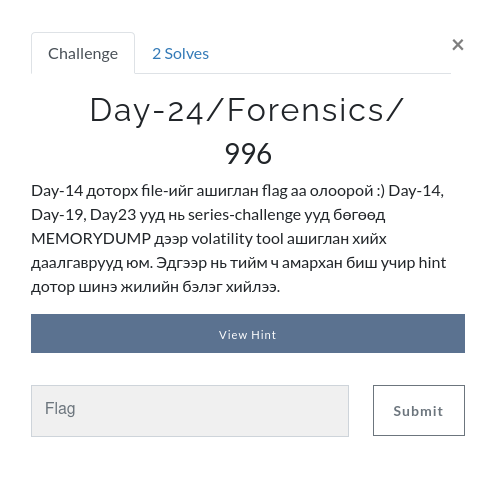 Challenge
2 Solves
×
Day-24/Forensics/
996
Day-14 доторх file-ийг ашиглан flag аа олоорой :) Day-14,
Day-19, Day23 ууд нь series-challenge ууд бөгөөд
MEMORYDUMP дээр volatility tool ашиглан хийх
даалгаврууд юм. Эдгээр нь тийм ч амархан биш учир hint
дотор шинэ жилийн бэлэг хийлээ.
View Hint
Flag
Submit